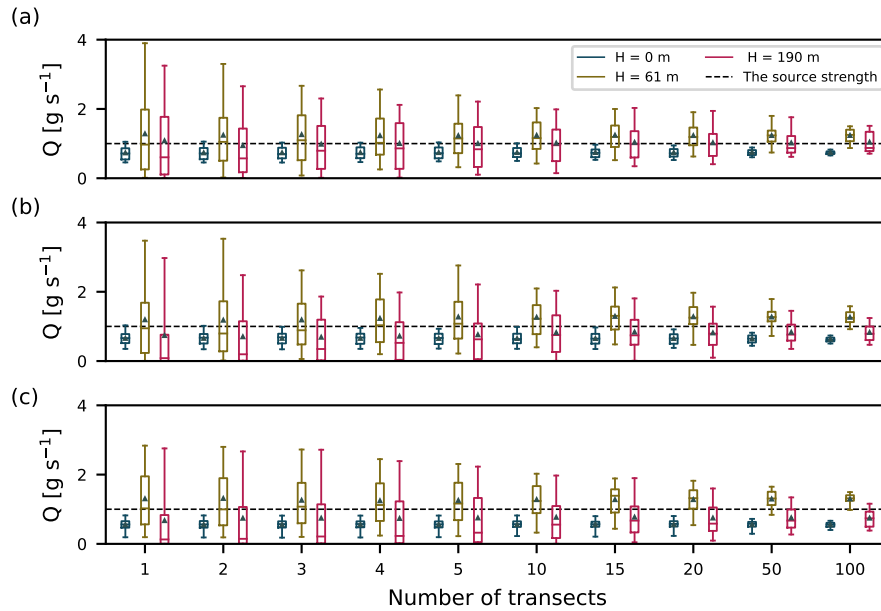 (a)
4
2
0
Q [g s⁻¹]
H = 0 m
H = 61 m
H = 190 m
The source strength
(b)
4
2
0
Q [g s⁻¹]
(c)
4
2
0
Q [g s⁻¹]
1 2 3 4 5 10 15 20 50 100
Number of transects